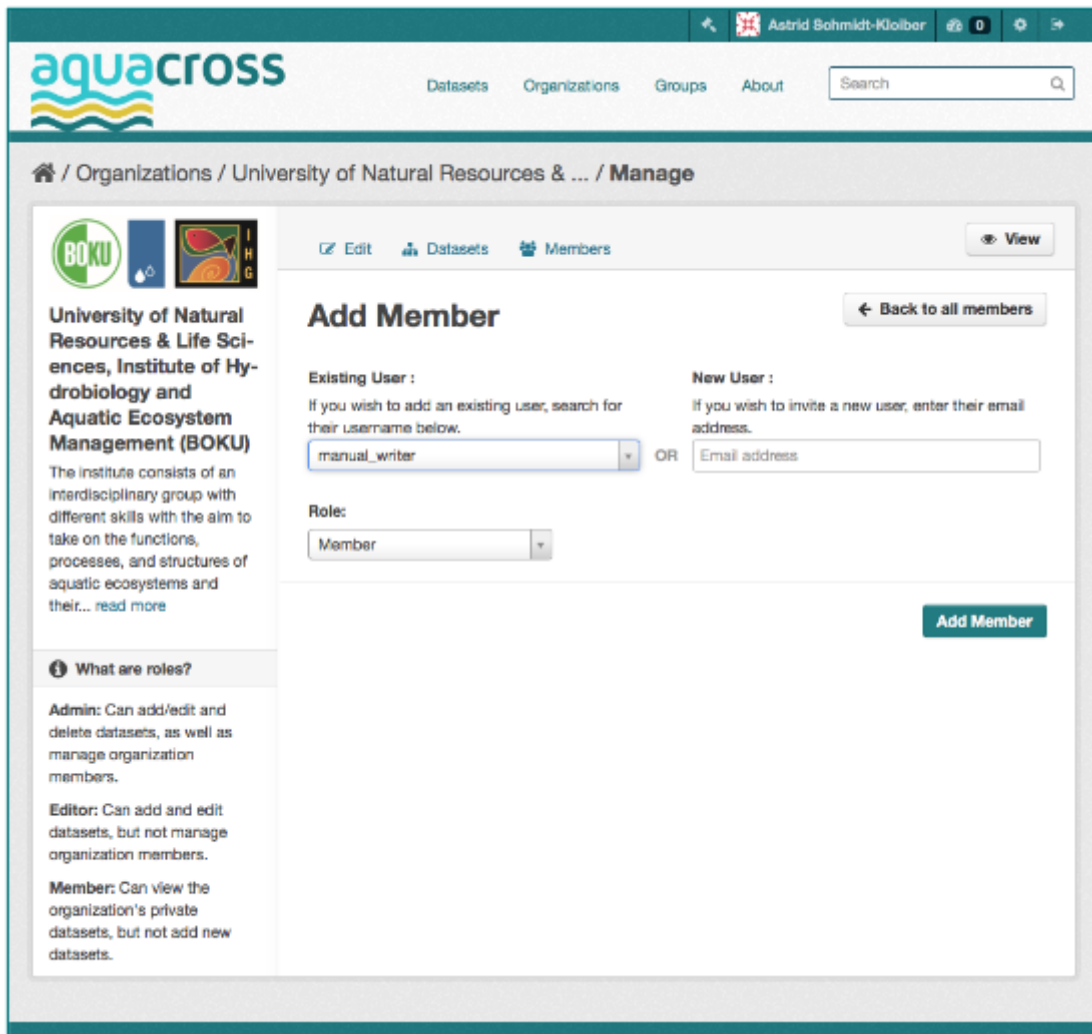 Astrid Schmidt-Kloiber 0
aquacross
Datasets Organizations Groups About Search
/ Organizations / University of Natural Resources & ... / Manage
BOKU
IHG
Edit Datasets Members View
University of Natural
Resources & Life Sci-
ences, Institute of Hy-
drobiology and
Aquatic Ecosystem
Management (BOKU)
The institute consists of an
interdisciplinary group with
different skills with the aim to
take on the functions,
processes, and structures of
aquatic ecosystems and
their... read more
What are roles?
Admin: Can add/edit and
delete datasets, as well as
manage organization
members.
Editor: Can add and edit
datasets, but not manage
organization members.
Member: Can view the
organization's private
datasets, but not add new
datasets.
Add Member
Back to all members
Existing User :
If you wish to add an existing user, search for
their username below.
manual_writer
OR
New User :
If you wish to invite a new user, enter their email
address.
Email address
Role:
Member
Add Member